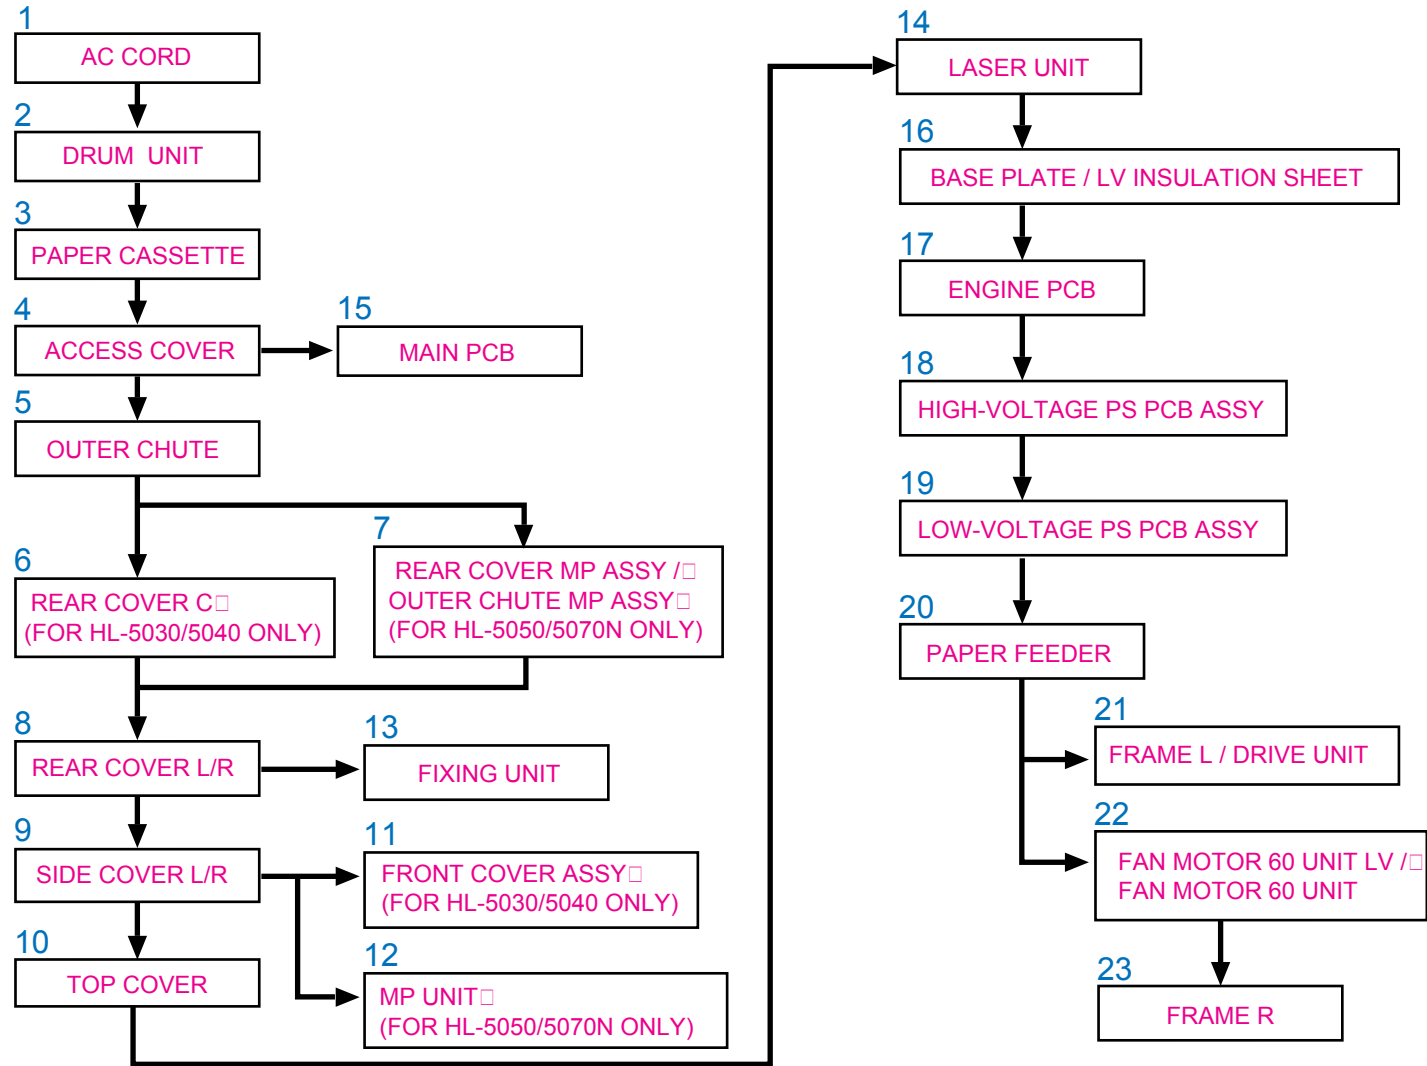 1
AC CORD
2
DRUM UNIT
3
PAPER CASSETTE
4
ACCESS COVER
15
MAIN PCB
5
OUTER CHUTE
6
REAR COVER C□
(FOR HL-5030/5040 ONLY)
7
REAR COVER MP ASSY /□
OUTER CHUTE MP ASSY□
(FOR HL-5050/5070N ONLY)
8
REAR COVER L/R
13
FIXING UNIT
9
SIDE COVER L/R
11
FRONT COVER ASSY□
(FOR HL-5030/5040 ONLY)
10
TOP COVER
12
MP UNIT□
(FOR HL-5050/5070N ONLY)
14
LASER UNIT
16
BASE PLATE / LV INSULATION SHEET
17
ENGINE PCB
18
HIGH-VOLTAGE PS PCB ASSY
19
LOW-VOLTAGE PS PCB ASSY
20
PAPER FEEDER
21
FRAME L / DRIVE UNIT
22
FAN MOTOR 60 UNIT LV /□
FAN MOTOR 60 UNIT
23
FRAME R